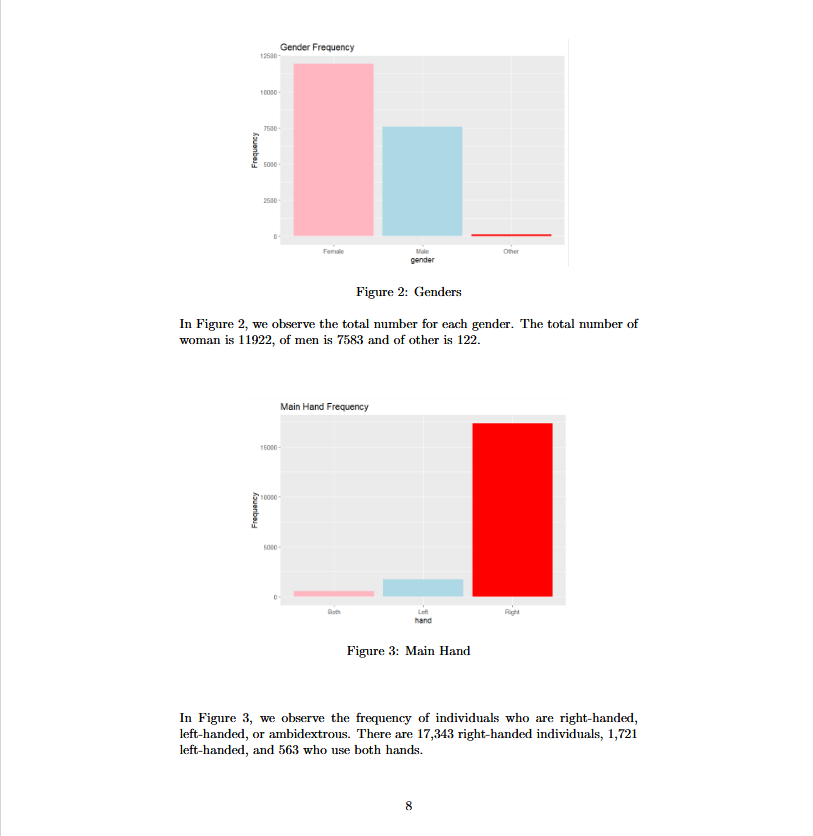 Gender Frequency
12500
10000
7500
5000
2500
0
Frequency
Female Male Other
gender
Figure 2: Genders
In Figure 2, we observe the total number for each gender. The total number of
woman is 11922, of men is 7583 and of other is 122.
Main Hand Frequency
15000
10000
5000
0
Frequency
Both Left Right
hand
Figure 3: Main Hand
In Figure 3, we observe the frequency of individuals who are right-handed,
left-handed, or ambidextrous. There are 17,343 right-handed individuals, 1,721
left-handed, and 563 who use both hands.
8